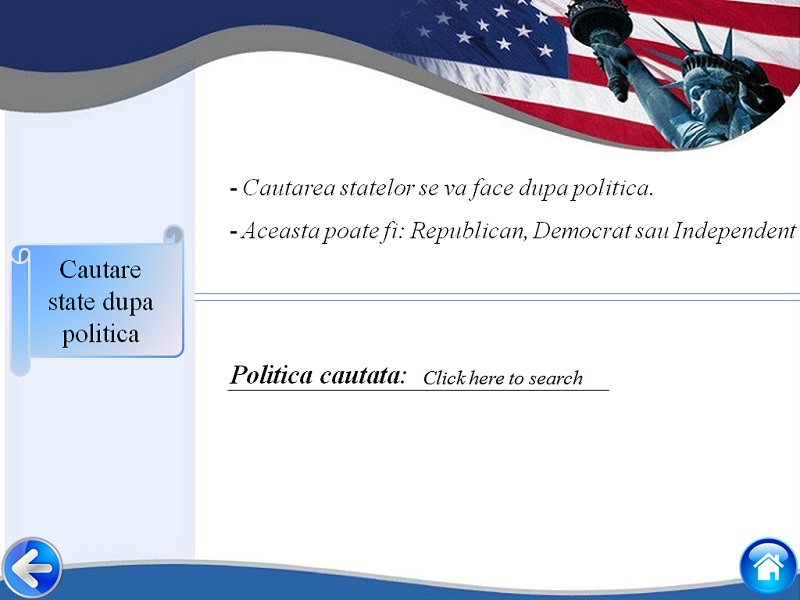 - Cautarea statelor se va face dupa politica.
- Aceasta poate fi: Republican, Democrat sau Independent
Cautare
state dupa
politica
Politica cautata: Click here to search